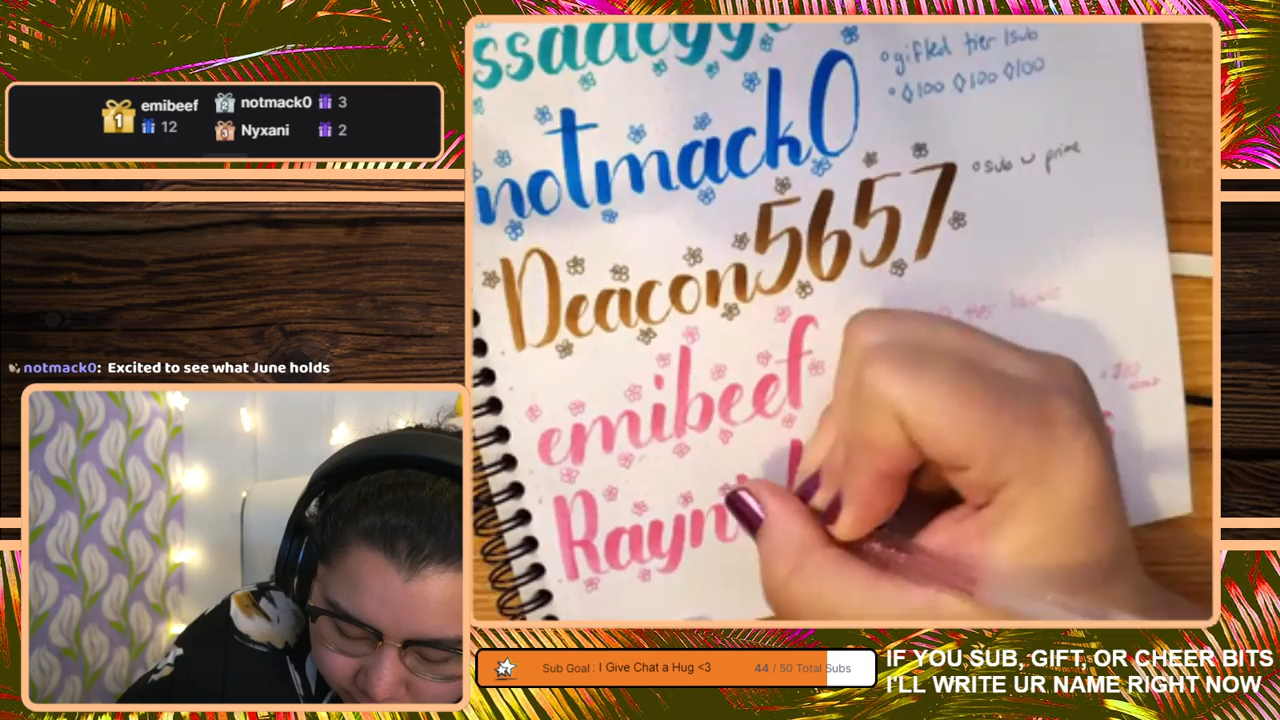 emibeef
12
notmack0 3
Nyxani 2
notmack0: Excited to see what June holds
notmack0
gifted tier 1 sub
100 100 100
Deacon5657
sub w prime
emibeef
Rayn
Sub Goal: I Give Chat a Hug <3 44 / 50 Total Subs
IF YOU SUB, GIFT, OR CHEER BITS
I'LL WRITE UR NAME RIGHT NOW